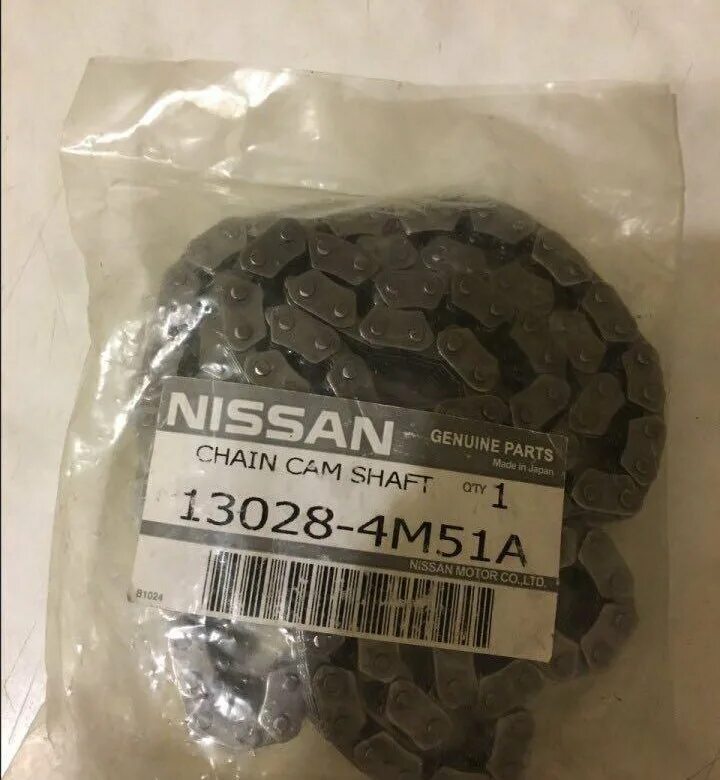 NISSAN GENUINE PARTS
Made in Japan
CHAIN CAM SHAFT QTY 1
13028-4M51A
NISSAN MOTOR CO.,LTD.
B1024